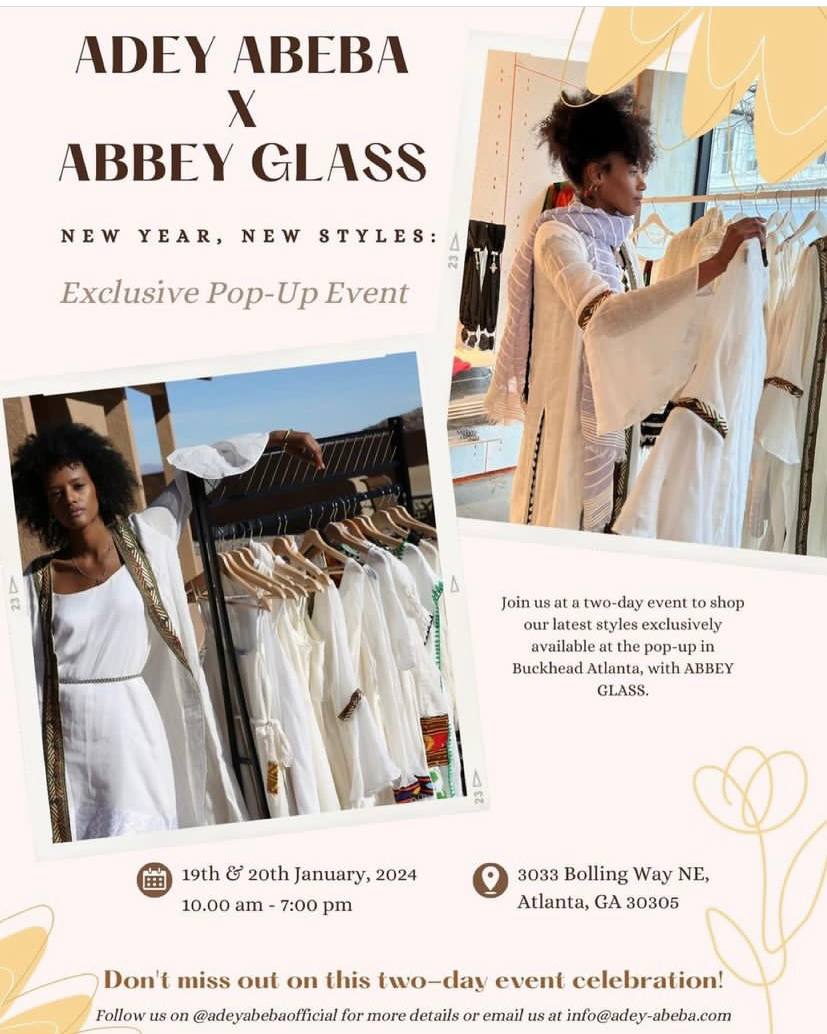 ADEY ABEBA
X
ABBEY GLASS
NEW YEAR, NEW STYLES:
Exclusive Pop-Up Event
23
23
23
Join us at a two-day event to shop
our latest styles exclusively
available at the pop-up in
Buckhead Atlanta, with ABBEY
GLASS.
19th & 20th January, 2024
10.00 am - 7:00 pm
3033 Bolling Way NE,
Atlanta, GA 30305
Don't miss out on this two-day event celebration!
Follow us on @adeyabebaofficial for more details or email us at info@adey-abeba.com